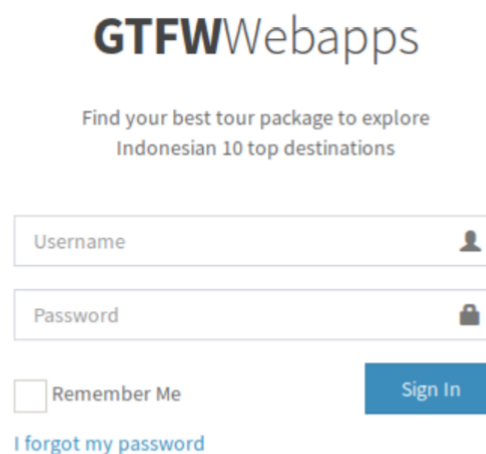 GTFWWebapps
Find your best tour package to explore
Indonesian 10 top destinations
Username
Password
Remember Me
Sign In
I forgot my password